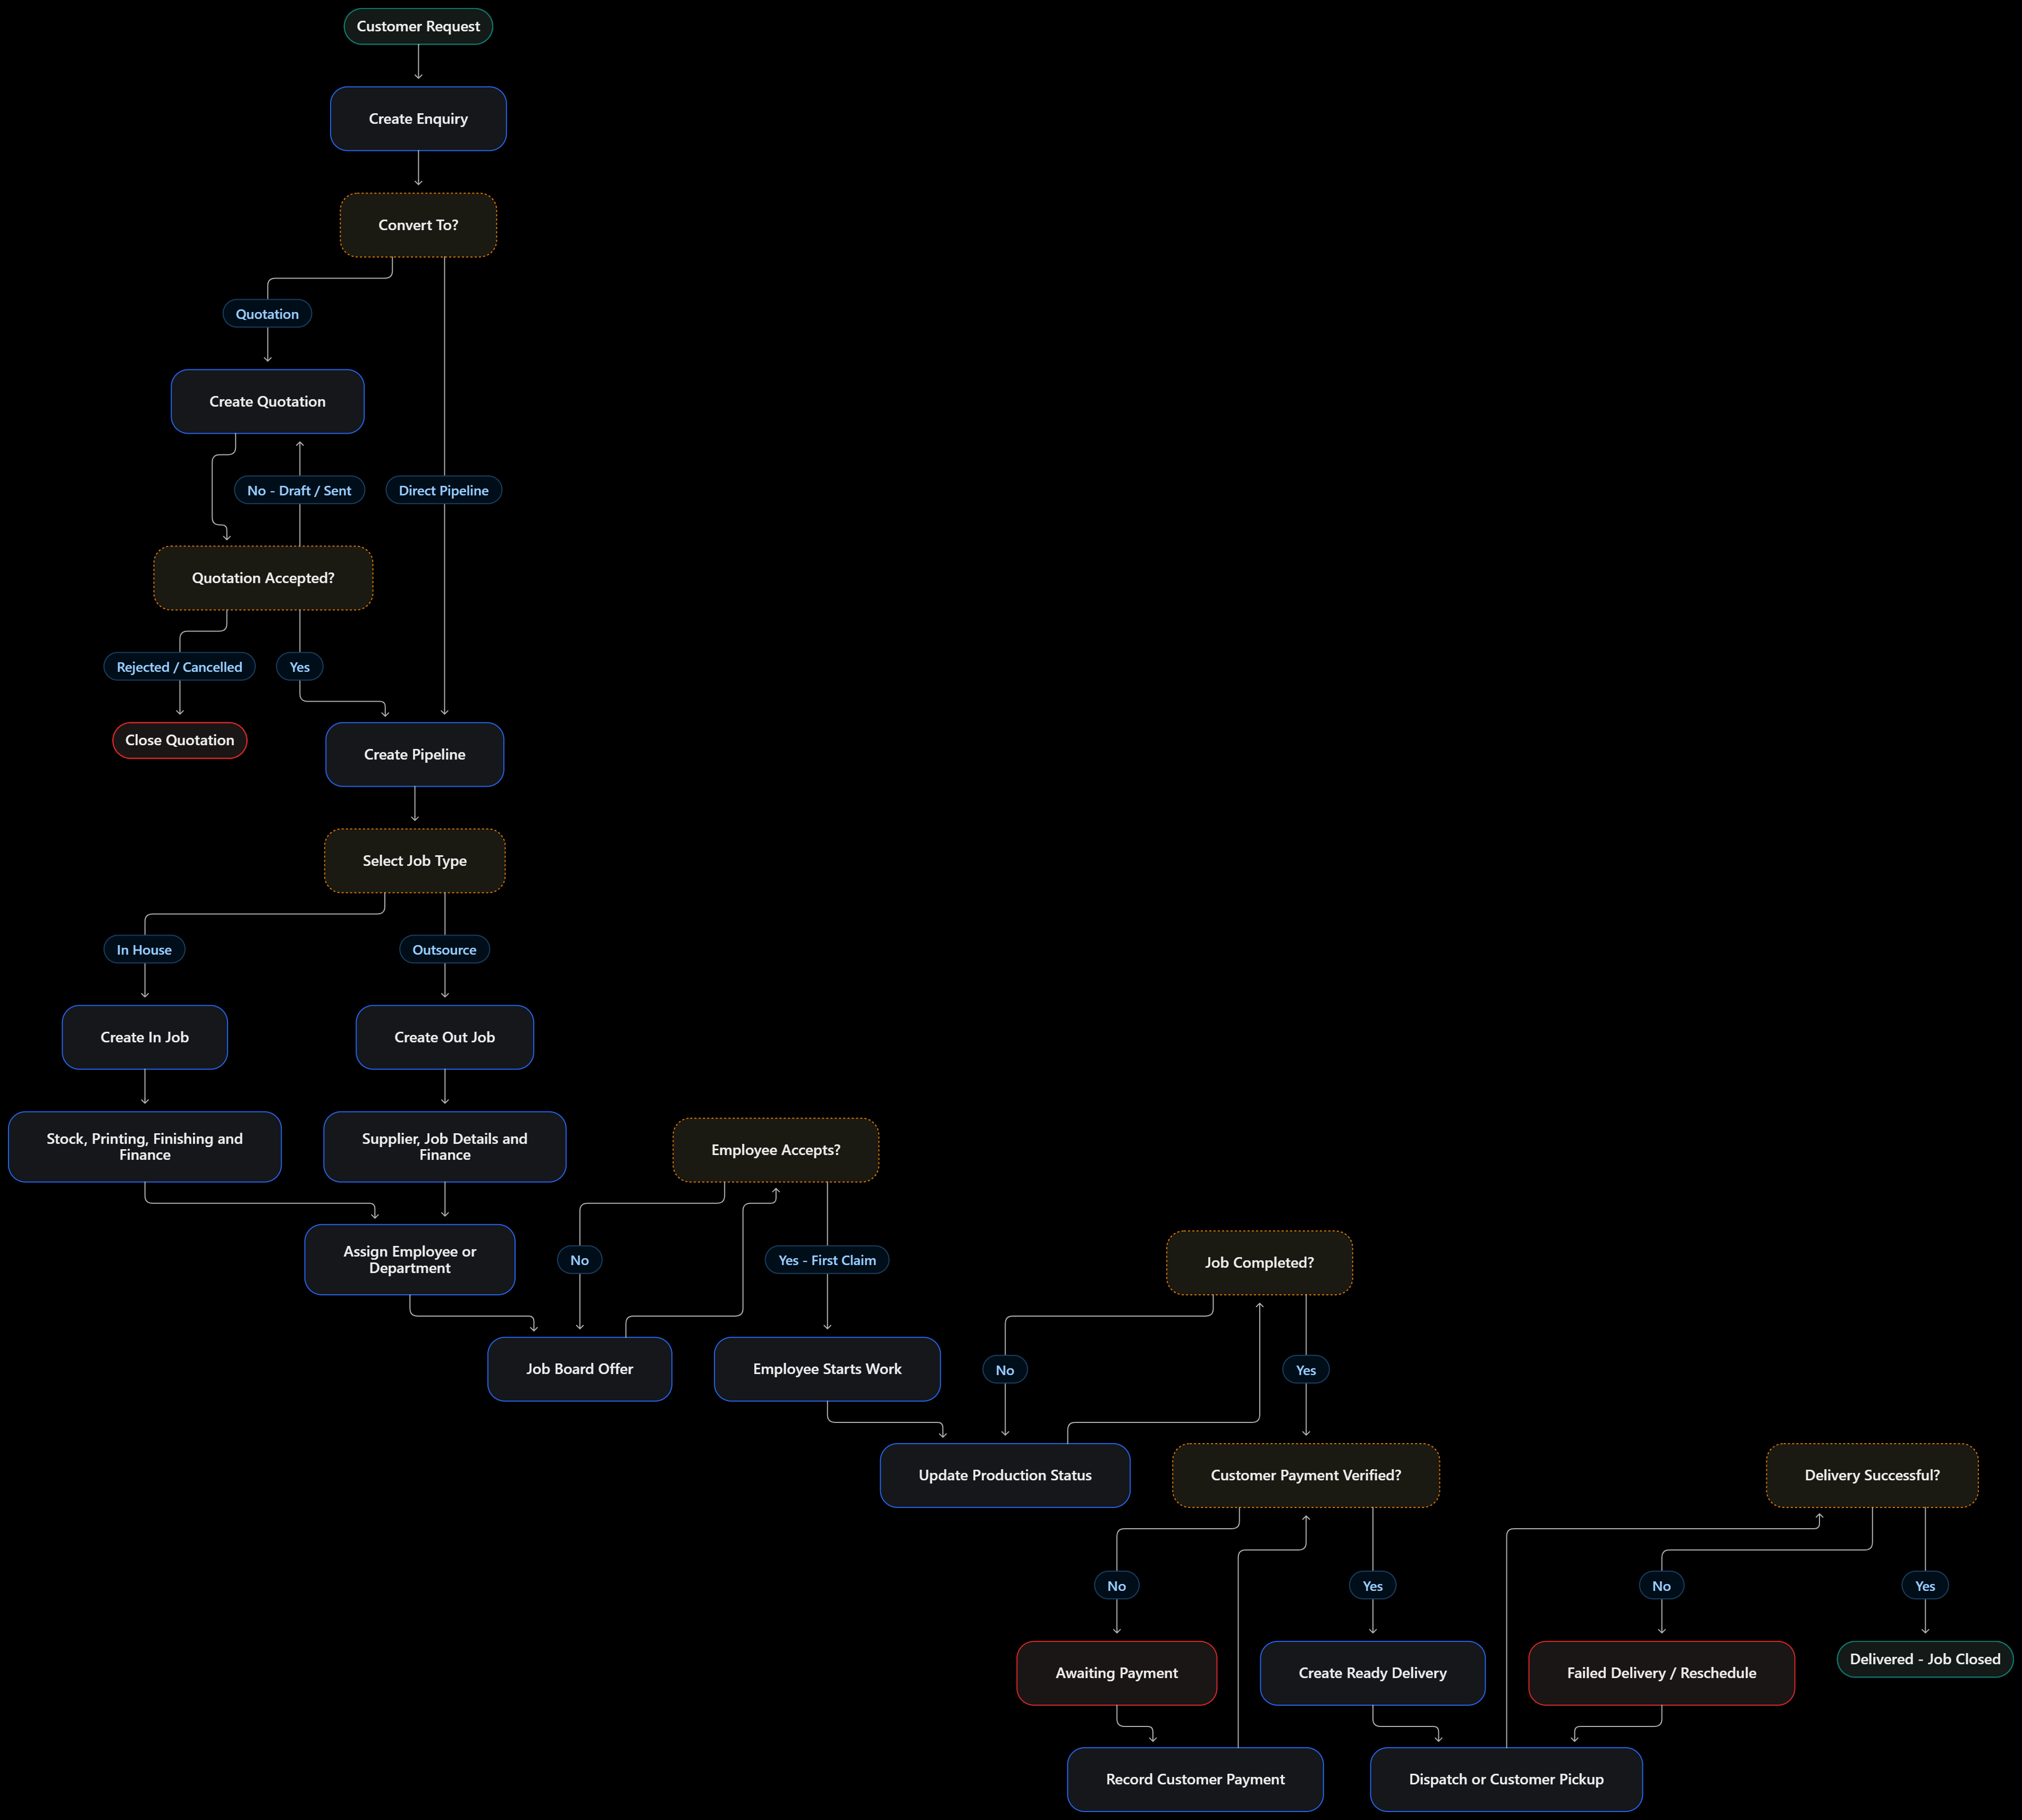 Customer Request
Create Enquiry
Convert To?
Quotation
Create Quotation
No - Draft / Sent
Direct Pipeline
Quotation Accepted?
Rejected / Cancelled
Yes
Close Quotation
Create Pipeline
Select Job Type
In House
Outsource
Create In Job
Create Out Job
Stock, Printing, Finishing and
Finance
Supplier, Job Details and
Finance
Employee Accepts?
Assign Employee or
Department
No
Yes - First Claim
Job Completed?
Job Board Offer
Employee Starts Work
No
Yes
Update Production Status
Customer Payment Verified?
Delivery Successful?
No
Yes
No
Yes
Awaiting Payment
Create Ready Delivery
Failed Delivery / Reschedule
Delivered - Job Closed
Record Customer Payment
Dispatch or Customer Pickup